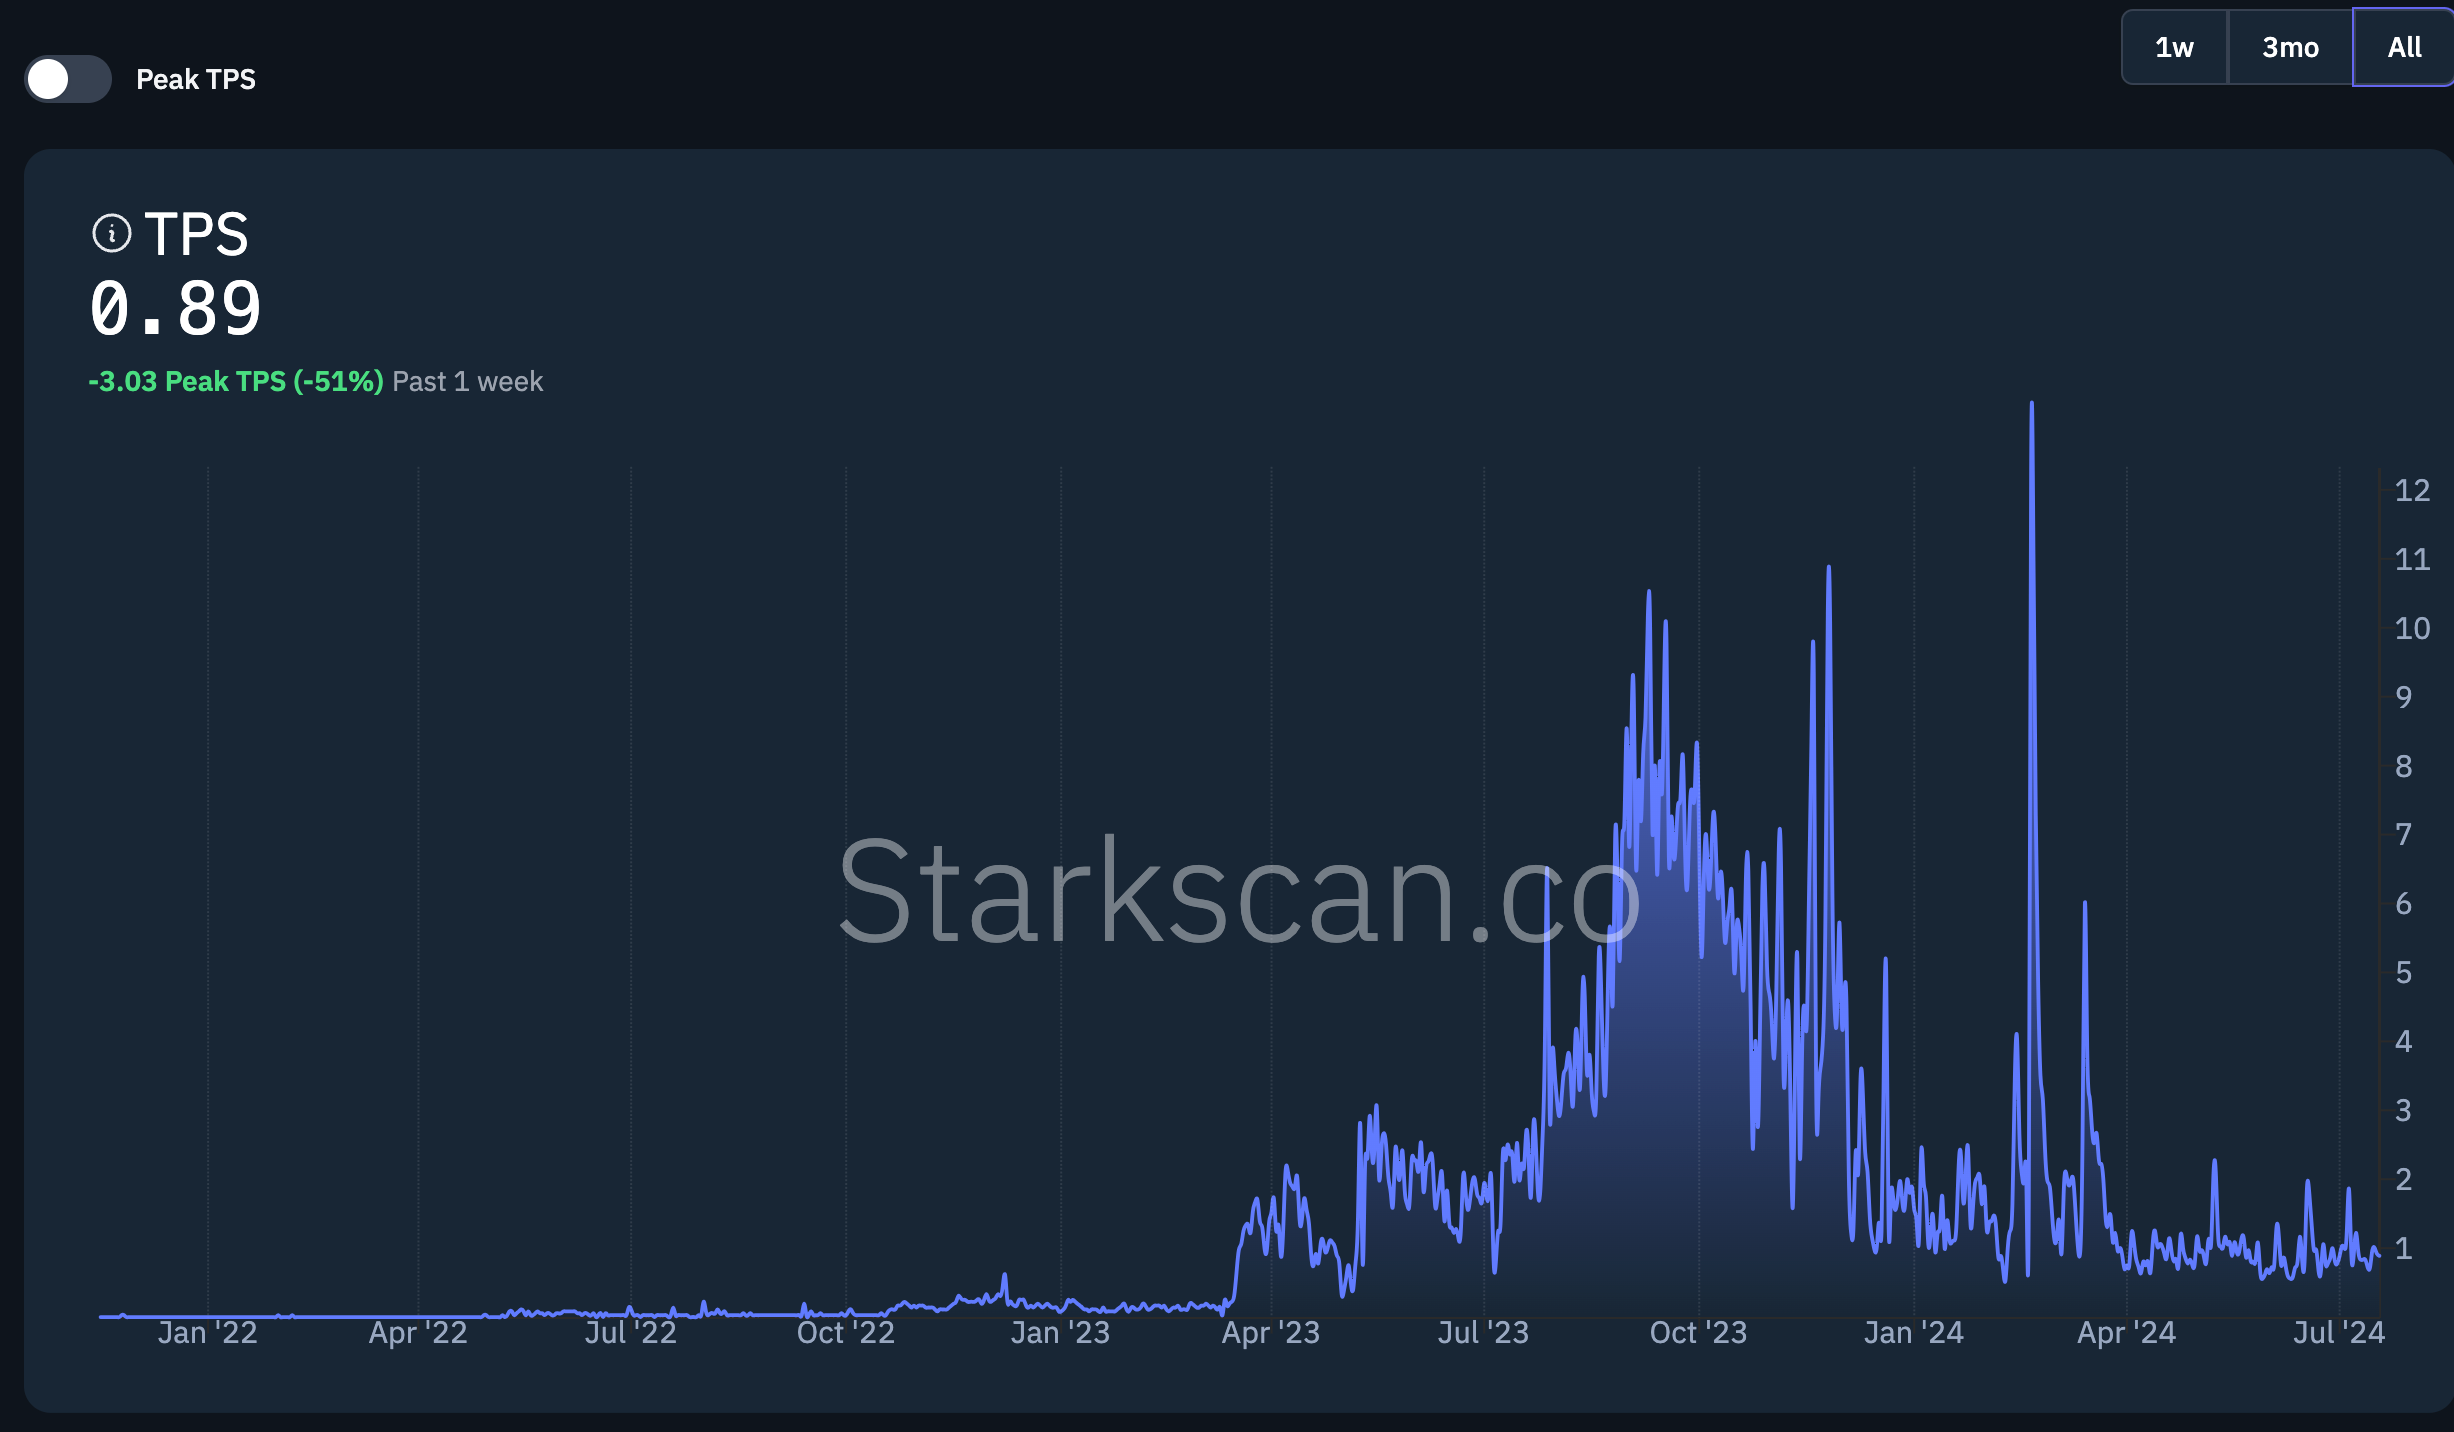 Peak TPS
1w 3mo All
TPS
0.89
-3.03 Peak TPS (-51%) Past 1 week
12
11
10
9
8
7
6
5
4
3
2
1
Starkscan.co
Jan '22 Apr '22 Jul '22 Oct '22 Jan '23 Apr '23 Jul '23 Oct '23 Jan '24 Apr '24 Jul '24